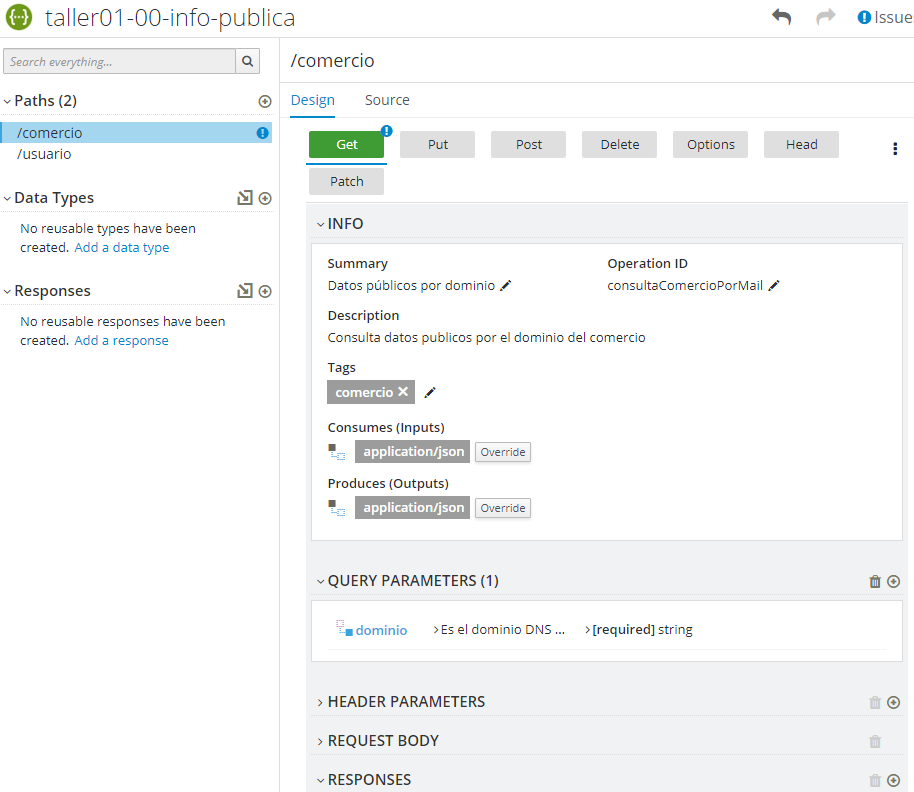 taller01-00-info-publica
Issue
Search everything...
Paths (2)
/comercio
/usuario
Data Types
No reusable types have been
created. Add a data type
Responses
No reusable responses have been
created. Add a response
/comercio
Design Source
Get Put Post Delete Options Head
Patch
INFO
Summary Operation ID
Datos públicos por dominio consultaComercioPorMail
Description
Consulta datos publicos por el dominio del comercio
Tags
comercio
Consumes (Inputs)
application/json Override
Produces (Outputs)
application/json Override
QUERY PARAMETERS (1)
dominio Es el dominio DNS ... [required] string
HEADER PARAMETERS
REQUEST BODY
RESPONSES